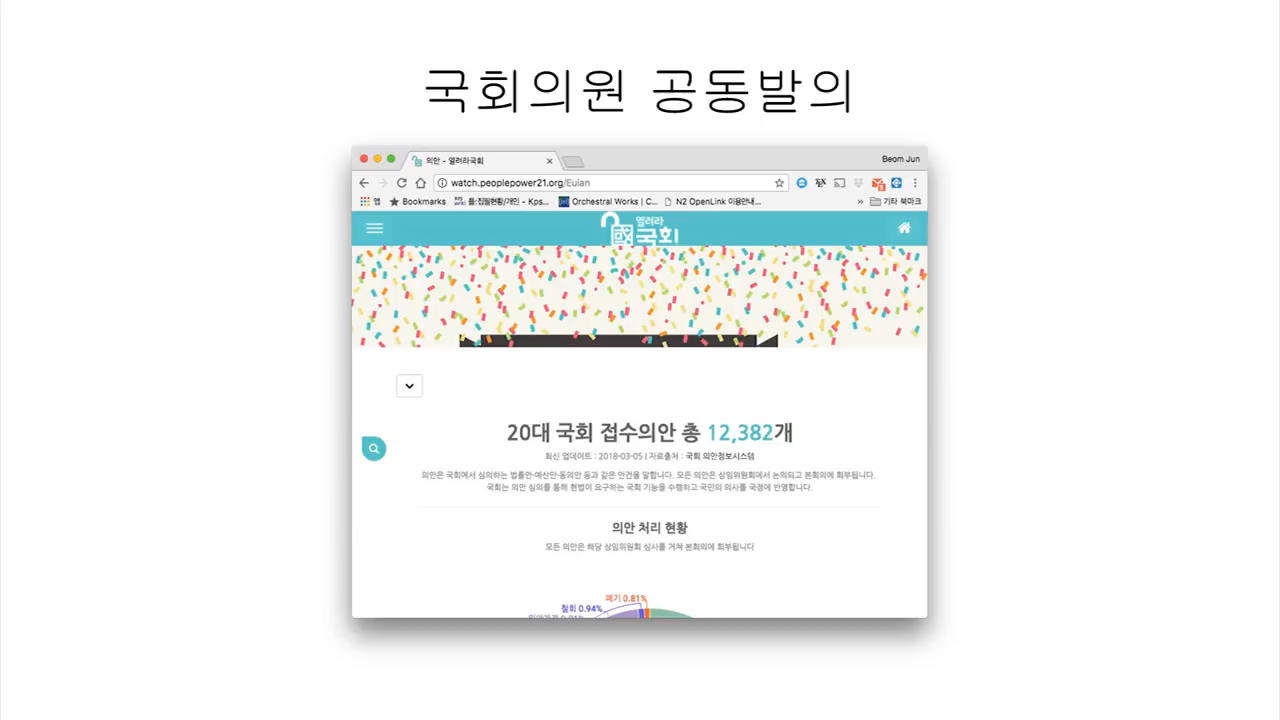 국회의원 공동발의
의안 - 열려라국회
Beom Jun
watch.peoplepower21.org/Euian
앱 Bookmarks 툴:집필현황/개인 - Kps... Orchestral Works | C... N2 OpenLink 이용안내... » 기타 북마크
열려라
國국회
20대 국회 접수의안 총 12,382개
최신 업데이트 : 2018-03-05 | 자료출처 : 국회 의안정보시스템
의안은 국회에서 심의하는 법률안·예산안·동의안 등과 같은 안건을 말합니다. 모든 의안은 상임위원회에서 논의되고 본회의에 회부됩니다.
국회는 의안 심의를 통해 헌법이 요구하는 국회 기능을 수행하고 국민의 의사를 국정에 반영합니다.
의안 처리 현황
모든 의안은 해당 상임위원회 심사를 거쳐 본회의에 회부됩니다
폐기 0.81%
철회 0.94%